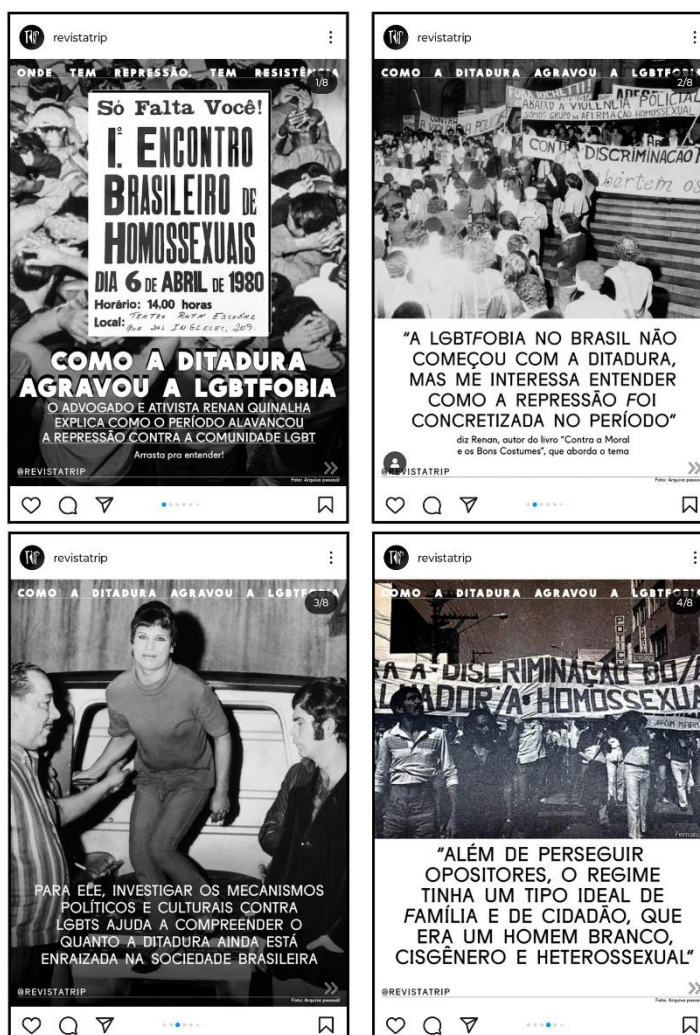 revistatrip
ONDE TEM REPRESSÃO, TEM RESISTÊNCIA
1/8
Só Falta Você!
1º. ENCONTRO
BRASILEIRO DE
HOMOSSEXUAIS
DIA 6 DE ABRIL DE 1980
Horário: 14,00 horas
Local: TEATRO RUTH ESCOBAR
RUA DOS INGLESES, 209.
COMO A DITADURA
AGRAVOU A LGBTFOBIA
O ADVOGADO E ATIVISTA RENAN QUINALHA
EXPLICA COMO O PERÍODO ALAVANCOU
A REPRESSÃO CONTRA A COMUNIDADE LGBT
Arrasta pra entender!
@REVISTATRIP
Foto: Arquivo pessoal
revistatrip
COMO A DITADURA AGRAVOU A LGBTFOBIA
2/8
ABAIXO A VIOLÊNCIA POLICIAL
SOMOS GRUPO DE AFIRMAÇÃO HOMOSSEXUAL
A VIOLÊNCIA POLICIAL
DISCRIMINAÇÃO
"A LGBTFOBIA NO BRASIL NÃO
COMEÇOU COM A DITADURA,
MAS ME INTERESSA ENTENDER
COMO A REPRESSÃO FOI
CONCRETIZADA NO PERÍODO"
diz Renan, autor do livro "Contra a Moral
e os Bons Costumes", que aborda o tema
@REVISTATRIP
Foto: Arquivo pessoa
revistatrip
COMO A DITADURA AGRAVOU A LGBTFOBIA
3/8
PARA ELE, INVESTIGAR OS MECANISMOS
POLÍTICOS E CULTURAIS CONTRA
LGBTS AJUDA A COMPREENDER O
QUANTO A DITADURA AINDA ESTÁ
ENRAIZADA NA SOCIEDADE BRASILEIRA
@REVISTATRIP
Foto: Arquivo pessoal
revistatrip
COMO A DITADURA AGRAVOU A LGBTFOBIA
4/8
A A DISCRIMINAÇÃO DO/A
LHADOR/A HOMOSSEXU
"ALÉM DE PERSEGUIR
OPOSITORES, O REGIME
TINHA UM TIPO IDEAL DE
FAMÍLIA E DE CIDADÃO, QUE
ERA UM HOMEM BRANCO,
CISGÊNERO E HETEROSSEXUAL"
@REVISTATRIP
Foto: Arquivo pessoa